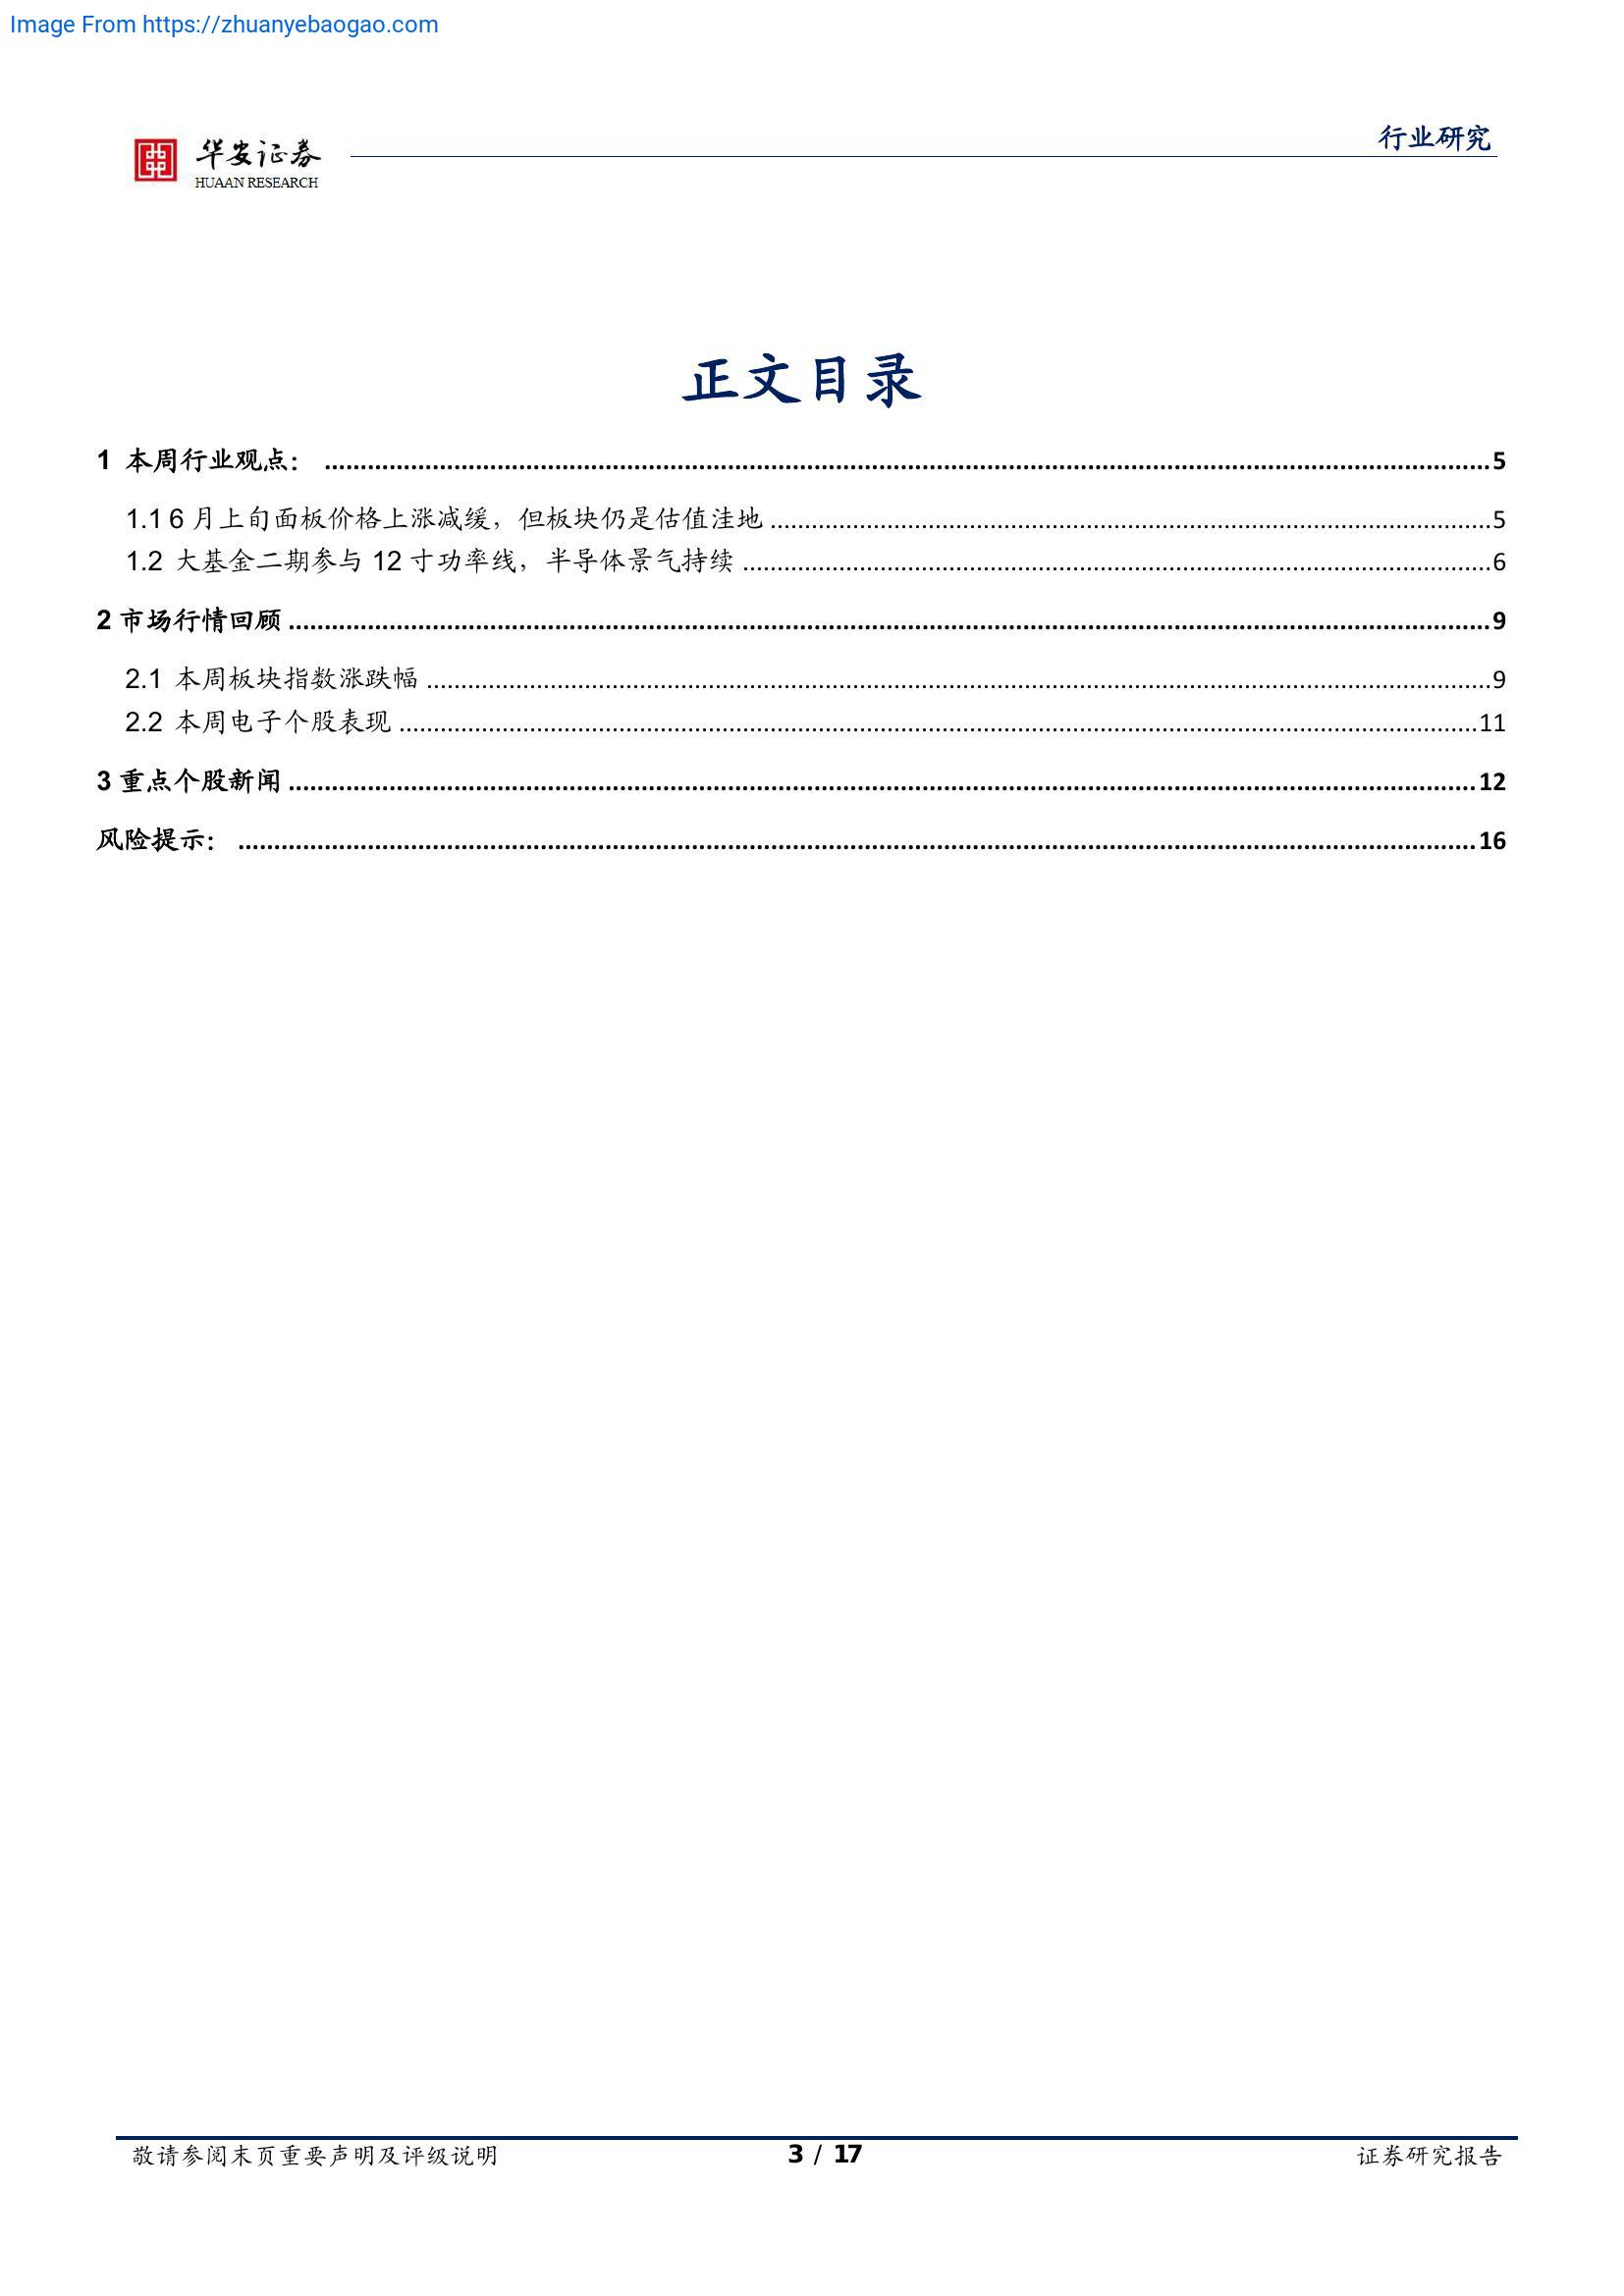 Image From https://zhuanyebaogao.com
行业研究
华安证券
HUAAN RESEARCH
正文目录
1 本周行业观点： ........................................................................ 5
1.1 6 月上旬面板价格上涨减缓，但板块仍是估值洼地 ........................................................................ 5
1.2 大基金二期参与 12 寸功率线，半导体景气持续 ........................................................................ 6
2 市场行情回顾 ........................................................................ 9
2.1 本周板块指数涨跌幅 ........................................................................ 9
2.2 本周电子个股表现 ........................................................................ 11
3 重点个股新闻 ........................................................................ 12
风险提示： ........................................................................ 16
敬请参阅末页重要声明及评级说明 3 / 17 证券研究报告